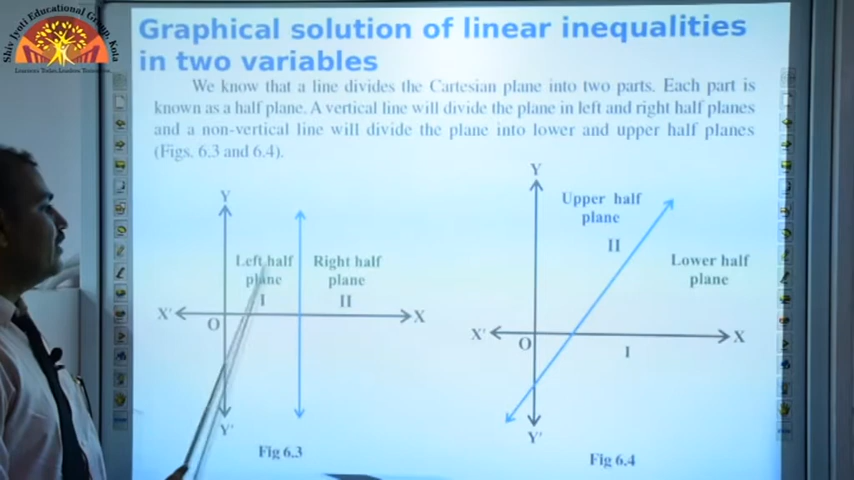 Shiv Jyoti Educational Group, Kota
Graphical solution of linear inequalities
in two variables
We know that a line divides the Cartesian plane into two parts. Each part is
known as a half plane. A vertical line will divide the plane in left and right half planes
and a non-vertical line will divide the plane into lower and upper half planes
(Figs. 6.3 and 6.4).
Y
Left half
plane
I
Right half
plane
II
X'
O
X
Y'
Fig 6.3
Y
Upper half
plane
II
Lower half
plane
X'
O
X
I
Y'
Fig 6.4